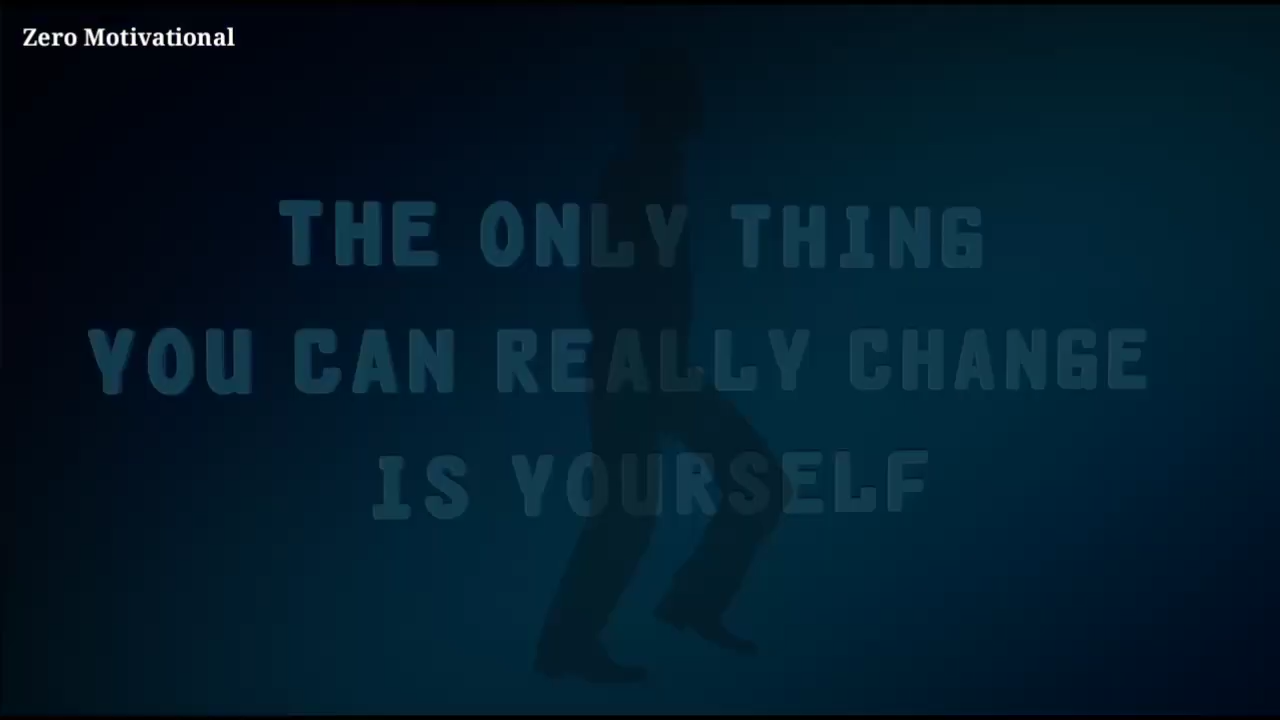 Zero Motivational
THE ONLY THING
YOU CAN REALLY CHANGE
IS YOURSELF